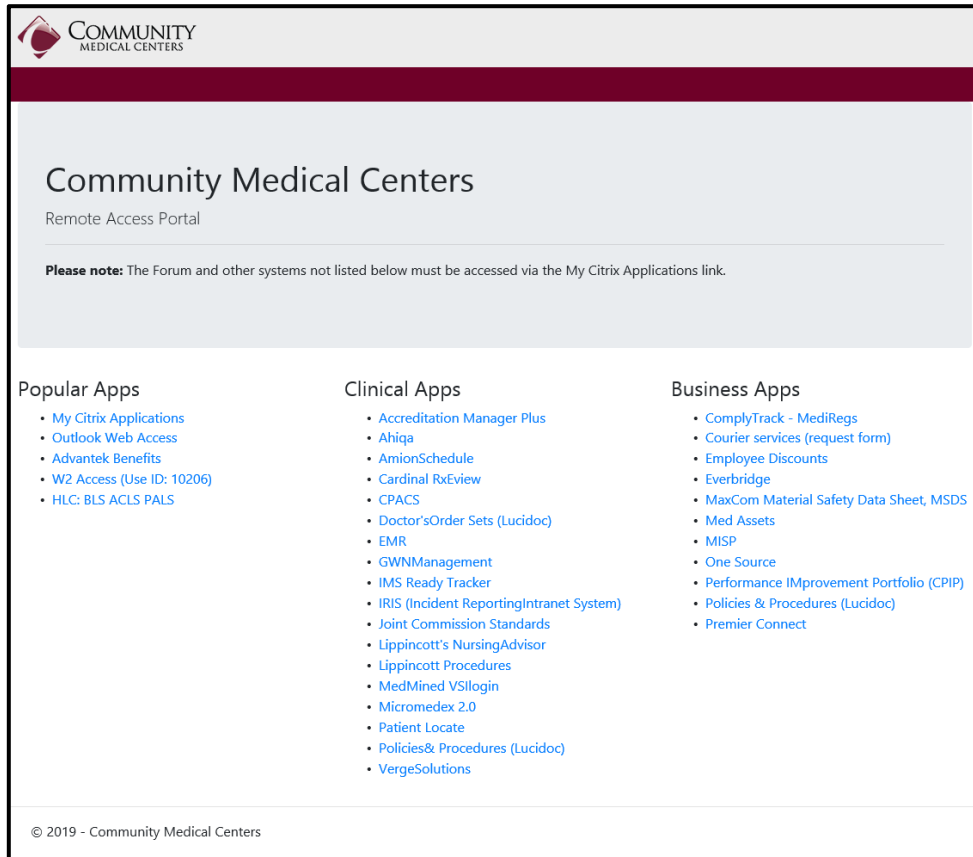 COMMUNITY
MEDICAL CENTERS
Community Medical Centers
Remote Access Portal
Please note: The Forum and other systems not listed below must be accessed via the My Citrix Applications link.
Popular Apps
• My Citrix Applications
• Outlook Web Access
• Advantek Benefits
• W2 Access (Use ID: 10206)
• HLC: BLS ACLS PALS
Clinical Apps
• Accreditation Manager Plus
• Ahiqa
• AmionSchedule
• Cardinal RxEview
• CPACS
• Doctor'sOrder Sets (Lucidoc)
• EMR
• GWNManagement
• IMS Ready Tracker
• IRIS (Incident ReportingIntranet System)
• Joint Commission Standards
• Lippincott's NursingAdvisor
• Lippincott Procedures
• MedMined VSIlogin
• Micromedex 2.0
• Patient Locate
• Policies& Procedures (Lucidoc)
• VergeSolutions
Business Apps
• ComplyTrack - MediRegs
• Courier services (request form)
• Employee Discounts
• Everbridge
• MaxCom Material Safety Data Sheet, MSDS
• Med Assets
• MISP
• One Source
• Performance IMprovement Portfolio (CPIP)
• Policies & Procedures (Lucidoc)
• Premier Connect
© 2019 - Community Medical Centers